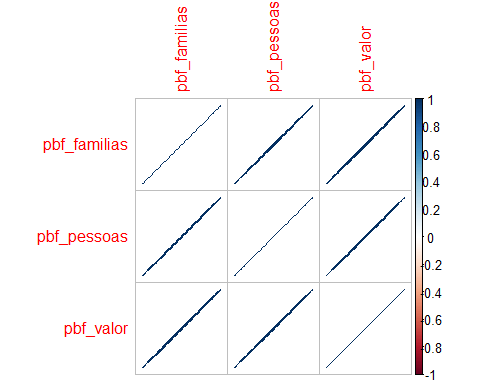 pbf_familias
pbf_pessoas
pbf_valor
pbf_familias
pbf_pessoas
pbf_valor
1
0.8
0.6
0.4
0.2
0
-0.2
-0.4
-0.6
-0.8
-1